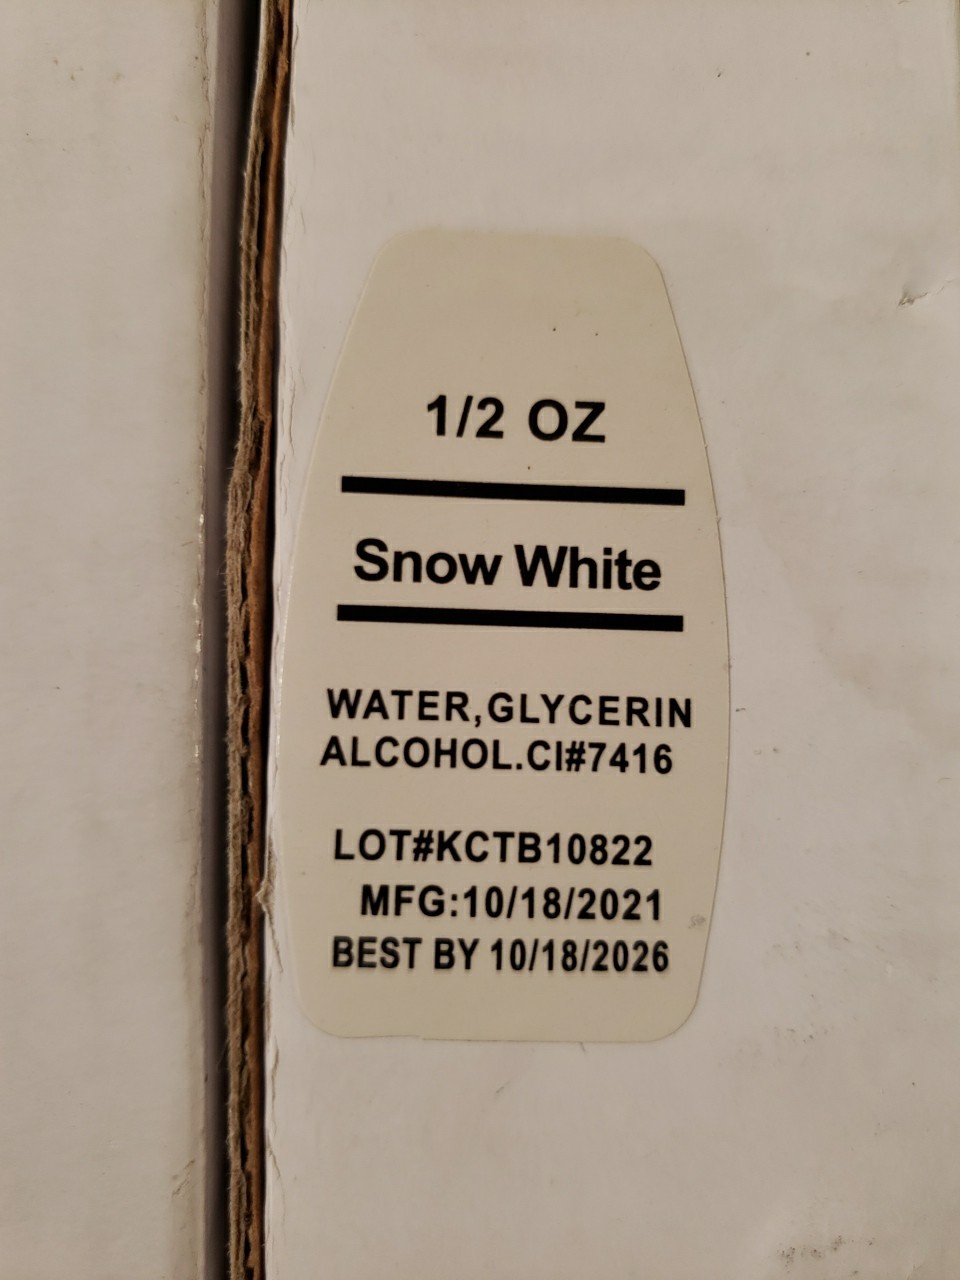 1/2 OZ
Snow White
WATER,GLYCERIN
ALCOHOL.CI#7416
LOT#KCTB10822
MFG:10/18/2021
BEST BY 10/18/2026